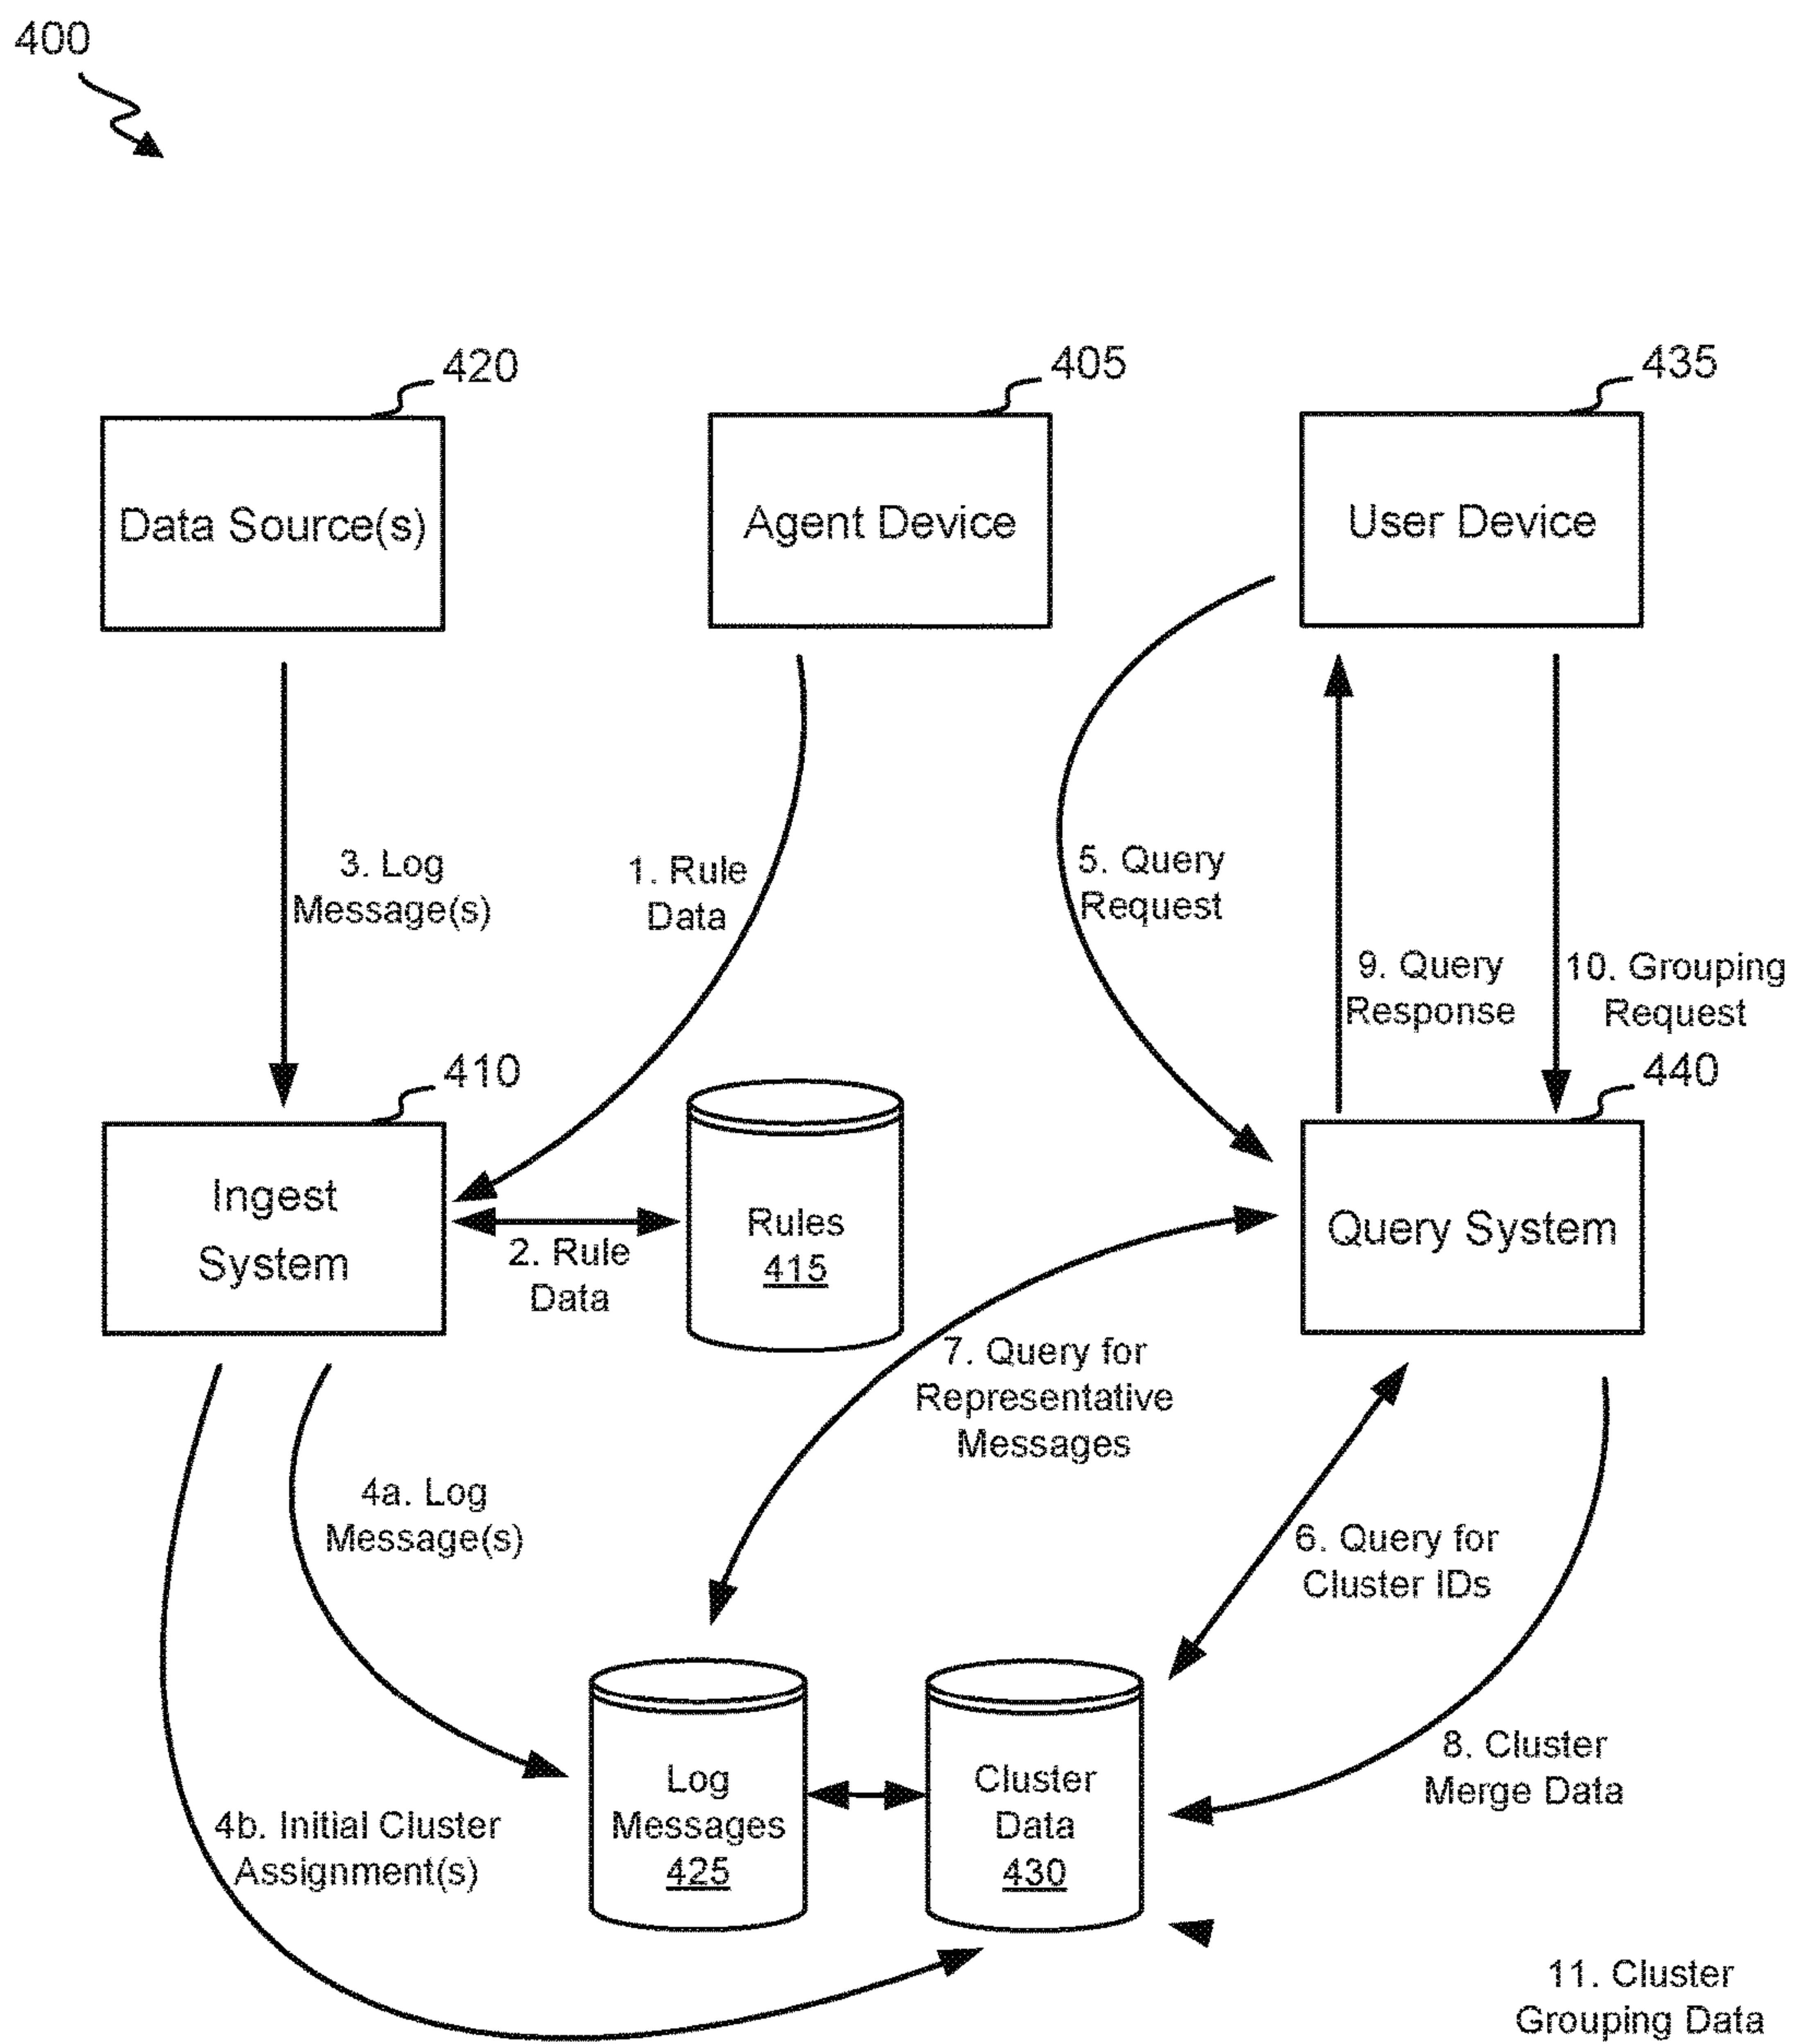 400
420
405
435
Data Source(s)
Agent Device
User Device
3. Log
Message(s)
1. Rule
Data
5. Query
Request
9. Query
Response
10. Grouping
Request
410
440
Ingest
System
2. Rule
Data
Rules
415
Query System
7. Query for
Representative
Messages
4a. Log
Message(s)
6. Query for
Cluster IDs
8. Cluster
Merge Data
4b. Initial Cluster
Assignment(s)
Log
Messages
425
Cluster
Data
430
11. Cluster
Grouping Data